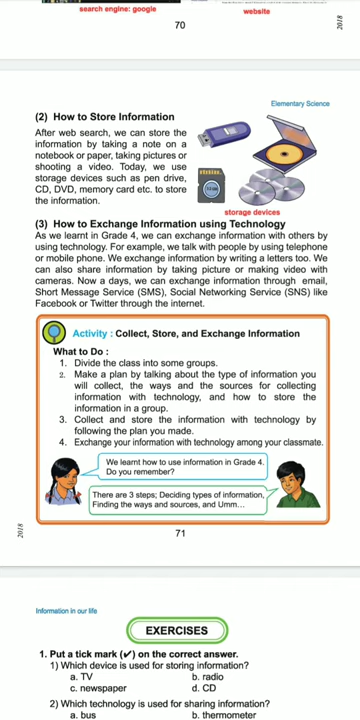 search engine: google
website
70
2018
Elementary Science
(2) How to Store Information
After web search, we can store the
information by taking a note on a
notebook or paper, taking pictures or
shooting a video. Today, we use
storage devices such as pen drive,
CD, DVD, memory card etc. to store
the information.
storage devices
(3) How to Exchange Information using Technology
As we learnt in Grade 4, we can exchange information with others by
using technology. For example, we talk with people by using telephone
or mobile phone. We exchange information by writing a letters too. We
can also share information by taking picture or making video with
cameras. Now a days, we can exchange information through email,
Short Message Service (SMS), Social Networking Service (SNS) like
Facebook or Twitter through the internet.
Activity : Collect, Store, and Exchange Information
What to Do :
1. Divide the class into some groups.
2. Make a plan by talking about the type of information you
will collect, the ways and the sources for collecting
information with technology, and how to store the
information in a group.
3. Collect and store the information with technology by
following the plan you made.
4. Exchange your information with technology among your classmate.
We learnt how to use information in Grade 4.
Do you remember?
There are 3 steps; Deciding types of information,
Finding the ways and sources, and Umm...
2018
71
Information in our life
EXERCISES
1. Put a tick mark (✔) on the correct answer.
1) Which device is used for storing information?
a. TV b. radio
c. newspaper d. CD
2) Which technology is used for sharing information?
a. bus b. thermometer